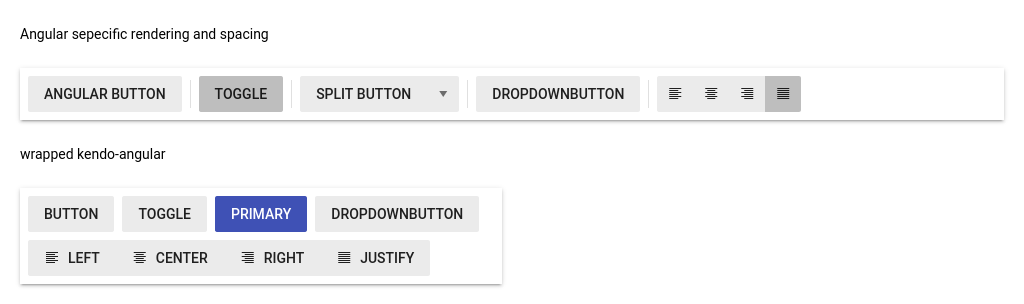 Angular sepecific rendering and spacing
ANGULAR BUTTON TOGGLE SPLIT BUTTON DROPDOWNBUTTON
wrapped kendo-angular
BUTTON TOGGLE PRIMARY DROPDOWNBUTTON
LEFT CENTER RIGHT JUSTIFY